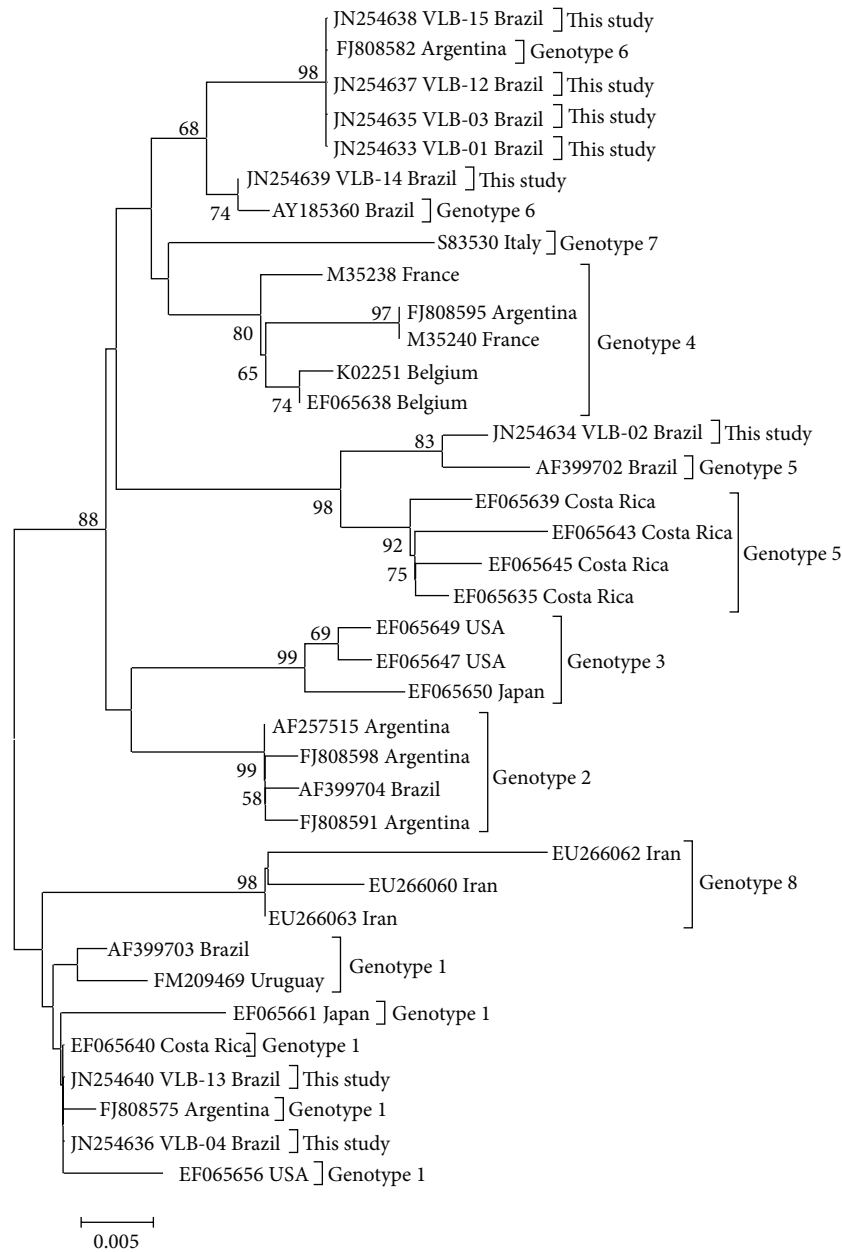 JN254638 VLB-15 Brazil This study
FJ808582 Argentina Genotype 6
98
JN254637 VLB-12 Brazil This study
JN254635 VLB-03 Brazil This study
68
JN254633 VLB-01 Brazil This study
JN254639 VLB-14 Brazil This study
74
AY185360 Brazil Genotype 6
S83530 Italy Genotype 7
M35238 France
97
FJ808595 Argentina
80
M35240 France
Genotype 4
65
K02251 Belgium
74
EF065638 Belgium
JN254634 VLB-02 Brazil This study
83
AF399702 Brazil Genotype 5
98
EF065639 Costa Rica
EF065643 Costa Rica
92
Genotype 5
EF065645 Costa Rica
75
EF065635 Costa Rica
88
EF065649 USA
69
99
EF065647 USA
Genotype 3
EF065650 Japan
AF257515 Argentina
FJ808598 Argentina
99
Genotype 2
58
AF399704 Brazil
FJ808591 Argentina
EU266062 Iran
98
EU266060 Iran
Genotype 8
EU266063 Iran
AF399703 Brazil
Genotype 1
FM209469 Uruguay
EF065661 Japan Genotype 1
EF065640 Costa Rica Genotype 1
JN254640 VLB-13 Brazil This study
FJ808575 Argentina Genotype 1
JN254636 VLB-04 Brazil This study
EF065656 USA Genotype 1
0.005